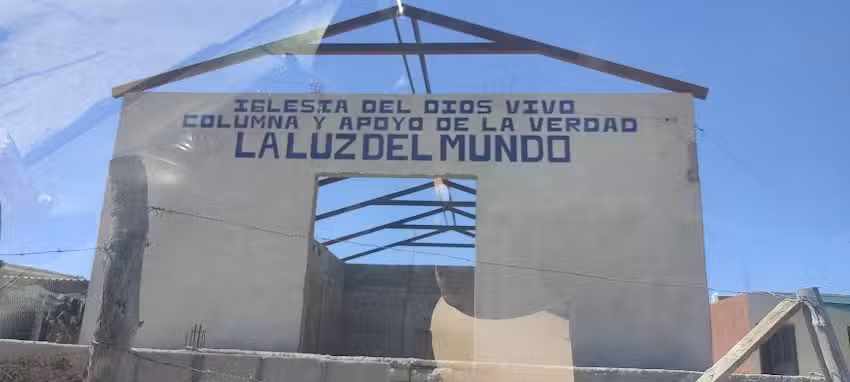 IGLESIA DEL DIOS VIVO
COLUMNA Y APOYO DE LA VERDAD
LA LUZ DEL MUNDO